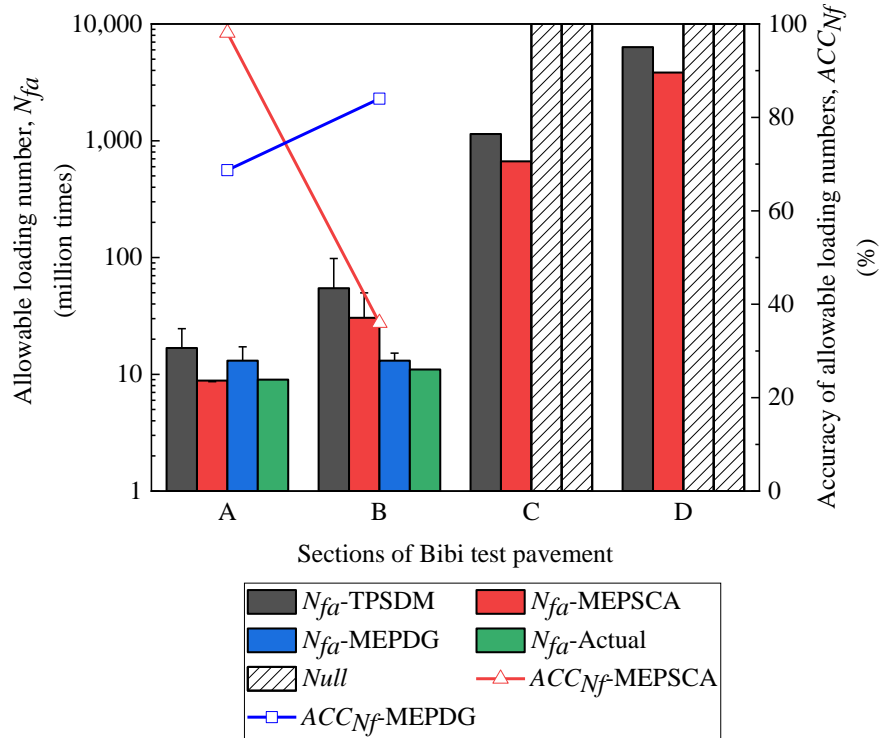 10,000
1,000
100
10
1
Allowable loading number, Nfa
(million times)
100
80
60
40
20
0
Accuracy of allowable loading numbers, ACCNf
(%)
A B C D
Sections of Bibi test pavement
Nfa-TPSDM Nfa-MEPSCA
Nfa-MEPDG Nfa-Actual
Null ACCNf-MEPSCA
ACCNf-MEPDG